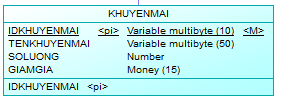 KHUYENMAI
IDKHUYENMAI <pi> Variable multibyte (10) <M>
TENKHUYENMAI Variable multibyte (50)
SOLUONG Number
GIAMGIA Money (15)
IDKHUYENMAI <pi>